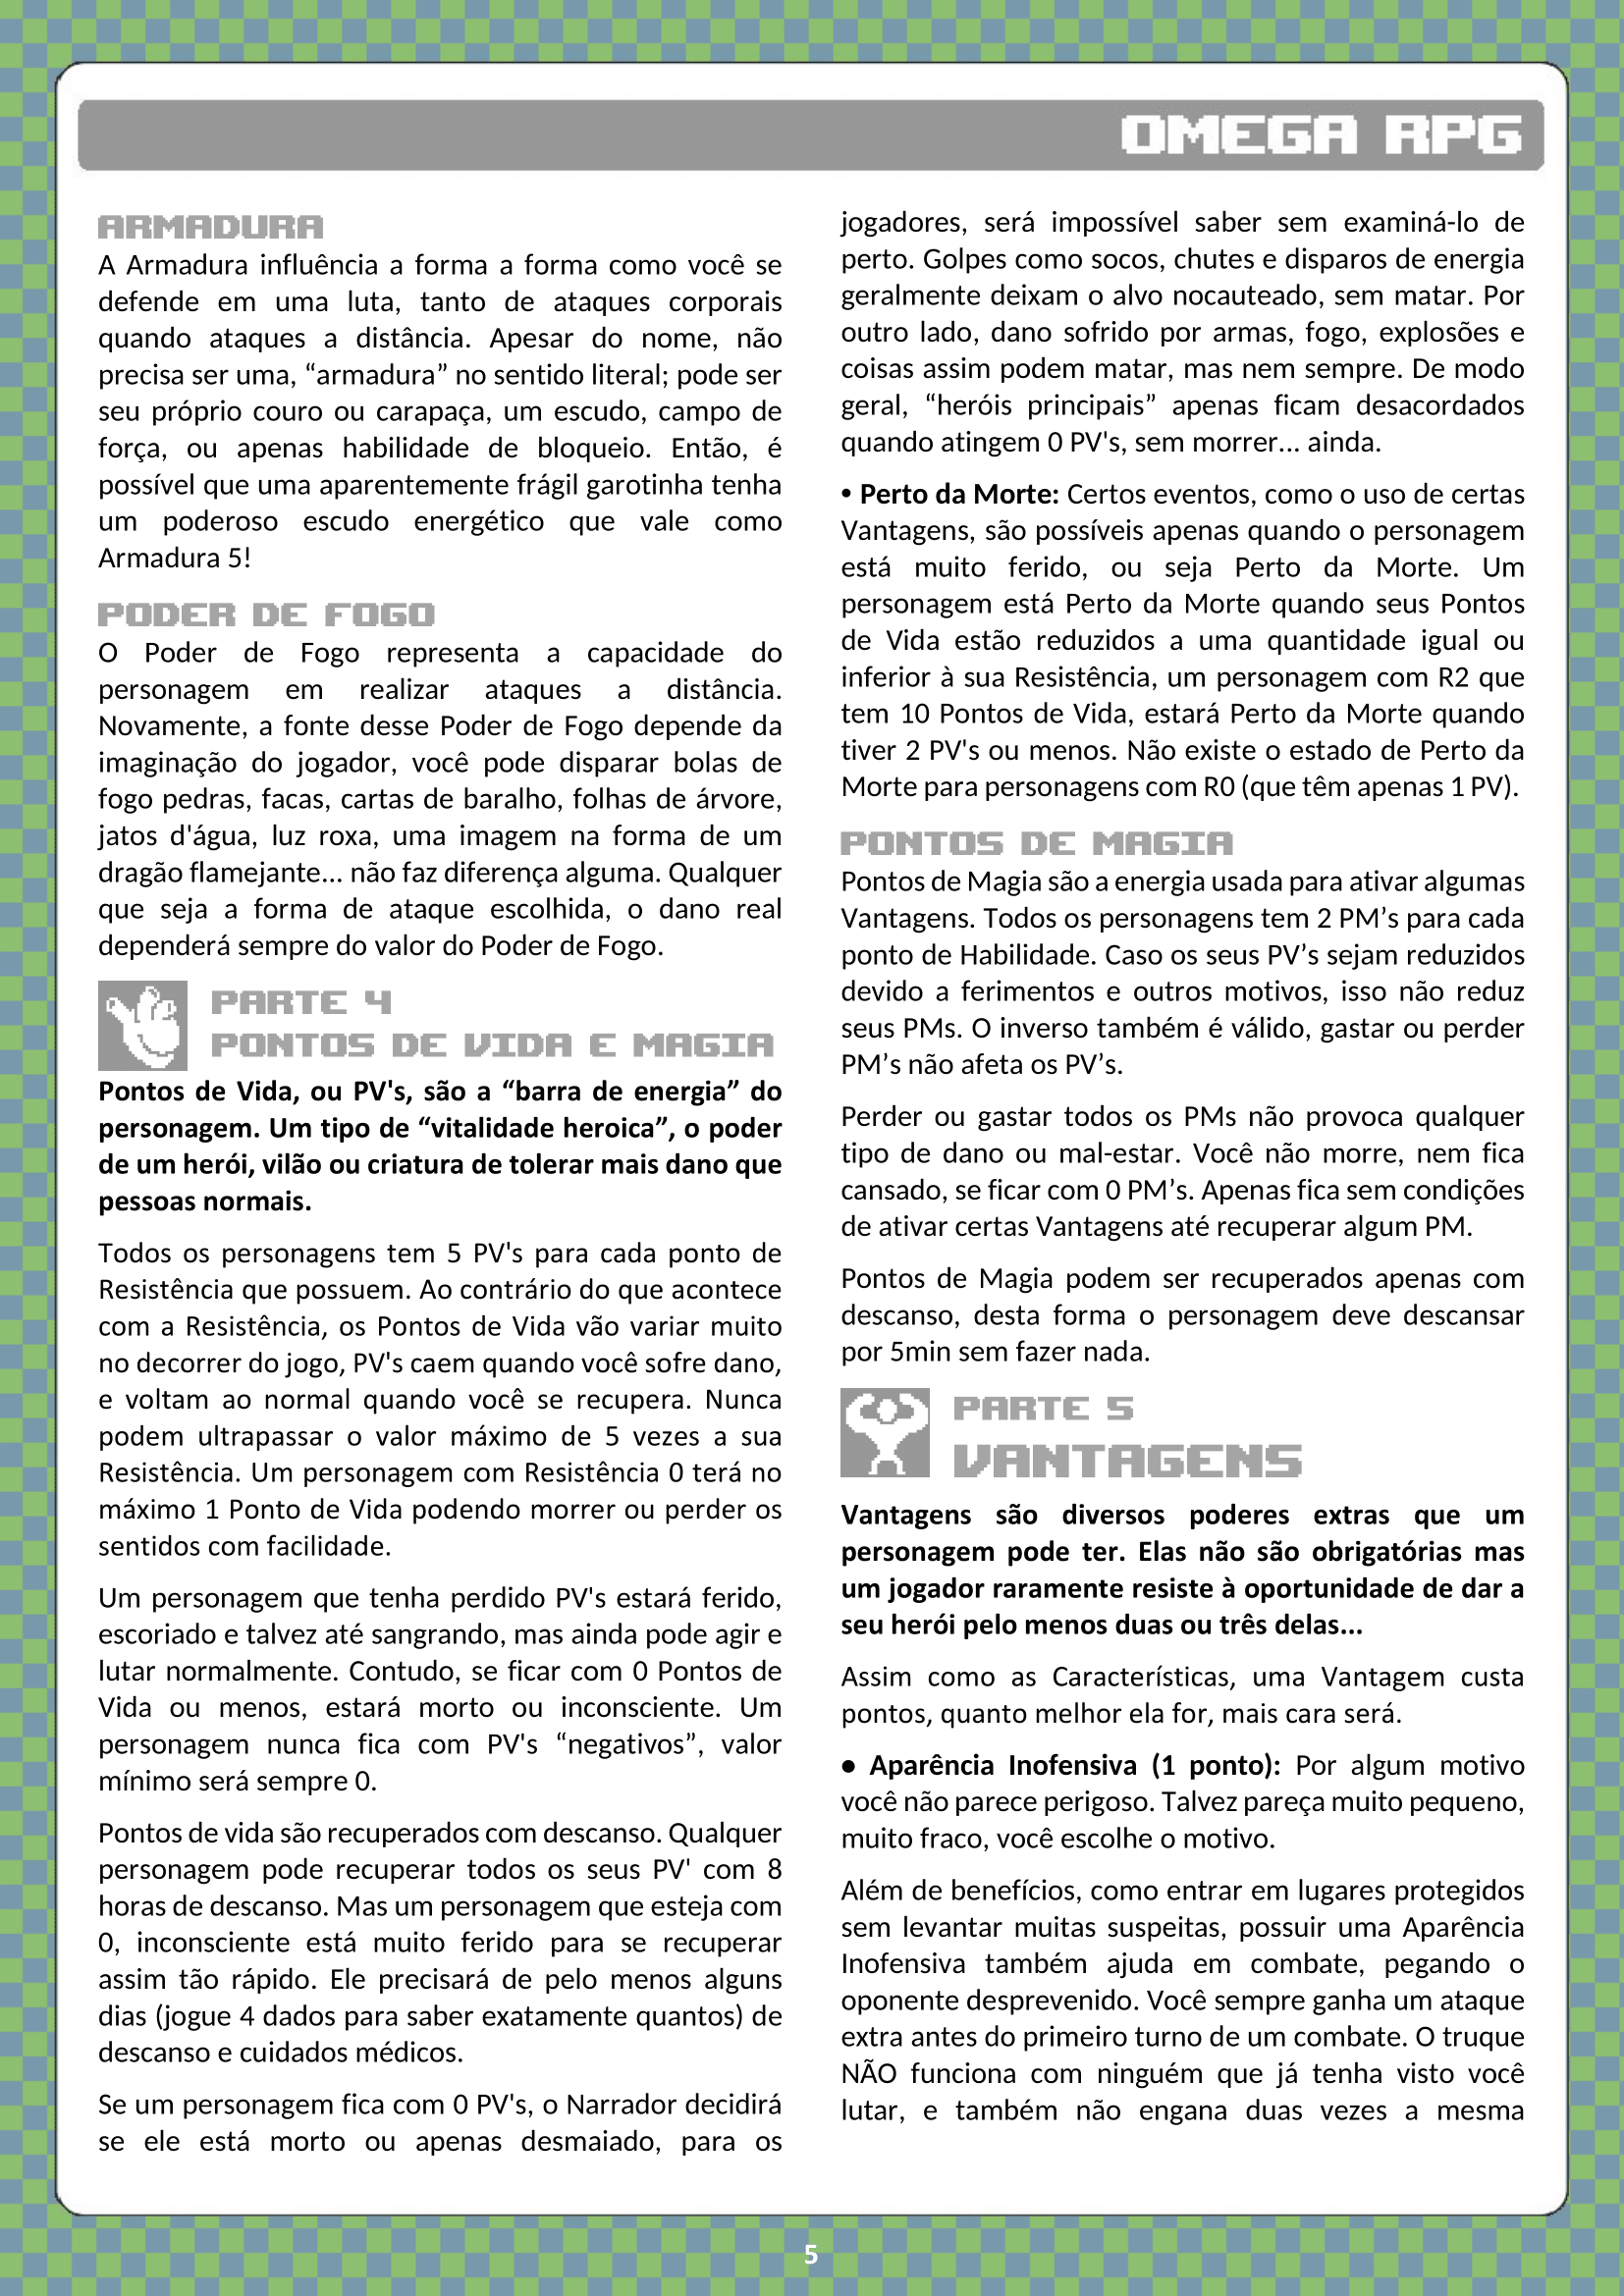 OMEGA RPG
ARMADURA
A Armadura influência a forma a forma como você se
defende em uma luta, tanto de ataques corporais
quando ataques a distância. Apesar do nome, não
precisa ser uma, “armadura” no sentido literal; pode ser
seu próprio couro ou carapaça, um escudo, campo de
força, ou apenas habilidade de bloqueio. Então, é
possível que uma aparentemente frágil garotinha tenha
um poderoso escudo energético que vale como
Armadura 5!
PODER DE FOGO
O Poder de Fogo representa a capacidade do
personagem em realizar ataques a distância.
Novamente, a fonte desse Poder de Fogo depende da
imaginação do jogador, você pode disparar bolas de
fogo pedras, facas, cartas de baralho, folhas de árvore,
jatos d'água, luz roxa, uma imagem na forma de um
dragão flamejante... não faz diferença alguma. Qualquer
que seja a forma de ataque escolhida, o dano real
dependerá sempre do valor do Poder de Fogo.
PARTE 4
PONTOS DE VIDA E MAGIA
Pontos de Vida, ou PV's, são a “barra de energia” do
personagem. Um tipo de “vitalidade heroica”, o poder
de um herói, vilão ou criatura de tolerar mais dano que
pessoas normais.
Todos os personagens tem 5 PV's para cada ponto de
Resistência que possuem. Ao contrário do que acontece
com a Resistência, os Pontos de Vida vão variar muito
no decorrer do jogo, PV's caem quando você sofre dano,
e voltam ao normal quando você se recupera. Nunca
podem ultrapassar o valor máximo de 5 vezes a sua
Resistência. Um personagem com Resistência 0 terá no
máximo 1 Ponto de Vida podendo morrer ou perder os
sentidos com facilidade.
Um personagem que tenha perdido PV's estará ferido,
escoriado e talvez até sangrando, mas ainda pode agir e
lutar normalmente. Contudo, se ficar com 0 Pontos de
Vida ou menos, estará morto ou inconsciente. Um
personagem nunca fica com PV's “negativos”, valor
mínimo será sempre 0.
Pontos de vida são recuperados com descanso. Qualquer
personagem pode recuperar todos os seus PV' com 8
horas de descanso. Mas um personagem que esteja com
0, inconsciente está muito ferido para se recuperar
assim tão rápido. Ele precisará de pelo menos alguns
dias (jogue 4 dados para saber exatamente quantos) de
descanso e cuidados médicos.
Se um personagem fica com 0 PV's, o Narrador decidirá
se ele está morto ou apenas desmaiado, para os
jogadores, será impossível saber sem examiná-lo de
perto. Golpes como socos, chutes e disparos de energia
geralmente deixam o alvo nocauteado, sem matar. Por
outro lado, dano sofrido por armas, fogo, explosões e
coisas assim podem matar, mas nem sempre. De modo
geral, “heróis principais” apenas ficam desacordados
quando atingem 0 PV's, sem morrer... ainda.
• Perto da Morte: Certos eventos, como o uso de certas
Vantagens, são possíveis apenas quando o personagem
está muito ferido, ou seja Perto da Morte. Um
personagem está Perto da Morte quando seus Pontos
de Vida estão reduzidos a uma quantidade igual ou
inferior à sua Resistência, um personagem com R2 que
tem 10 Pontos de Vida, estará Perto da Morte quando
tiver 2 PV's ou menos. Não existe o estado de Perto da
Morte para personagens com R0 (que têm apenas 1 PV).
PONTOS DE MAGIA
Pontos de Magia são a energia usada para ativar algumas
Vantagens. Todos os personagens tem 2 PM’s para cada
ponto de Habilidade. Caso os seus PV’s sejam reduzidos
devido a ferimentos e outros motivos, isso não reduz
seus PMs. O inverso também é válido, gastar ou perder
PM’s não afeta os PV’s.
Perder ou gastar todos os PMs não provoca qualquer
tipo de dano ou mal-estar. Você não morre, nem fica
cansado, se ficar com 0 PM’s. Apenas fica sem condições
de ativar certas Vantagens até recuperar algum PM.
Pontos de Magia podem ser recuperados apenas com
descanso, desta forma o personagem deve descansar
por 5min sem fazer nada.
PARTE 5
VANTAGENS
Vantagens são diversos poderes extras que um
personagem pode ter. Elas não são obrigatórias mas
um jogador raramente resiste à oportunidade de dar a
seu herói pelo menos duas ou três delas...
Assim como as Características, uma Vantagem custa
pontos, quanto melhor ela for, mais cara será.
● Aparência Inofensiva (1 ponto): Por algum motivo
você não parece perigoso. Talvez pareça muito pequeno,
muito fraco, você escolhe o motivo.
Além de benefícios, como entrar em lugares protegidos
sem levantar muitas suspeitas, possuir uma Aparência
Inofensiva também ajuda em combate, pegando o
oponente desprevenido. Você sempre ganha um ataque
extra antes do primeiro turno de um combate. O truque
NÃO funciona com ninguém que já tenha visto você
lutar, e também não engana duas vezes a mesma
5